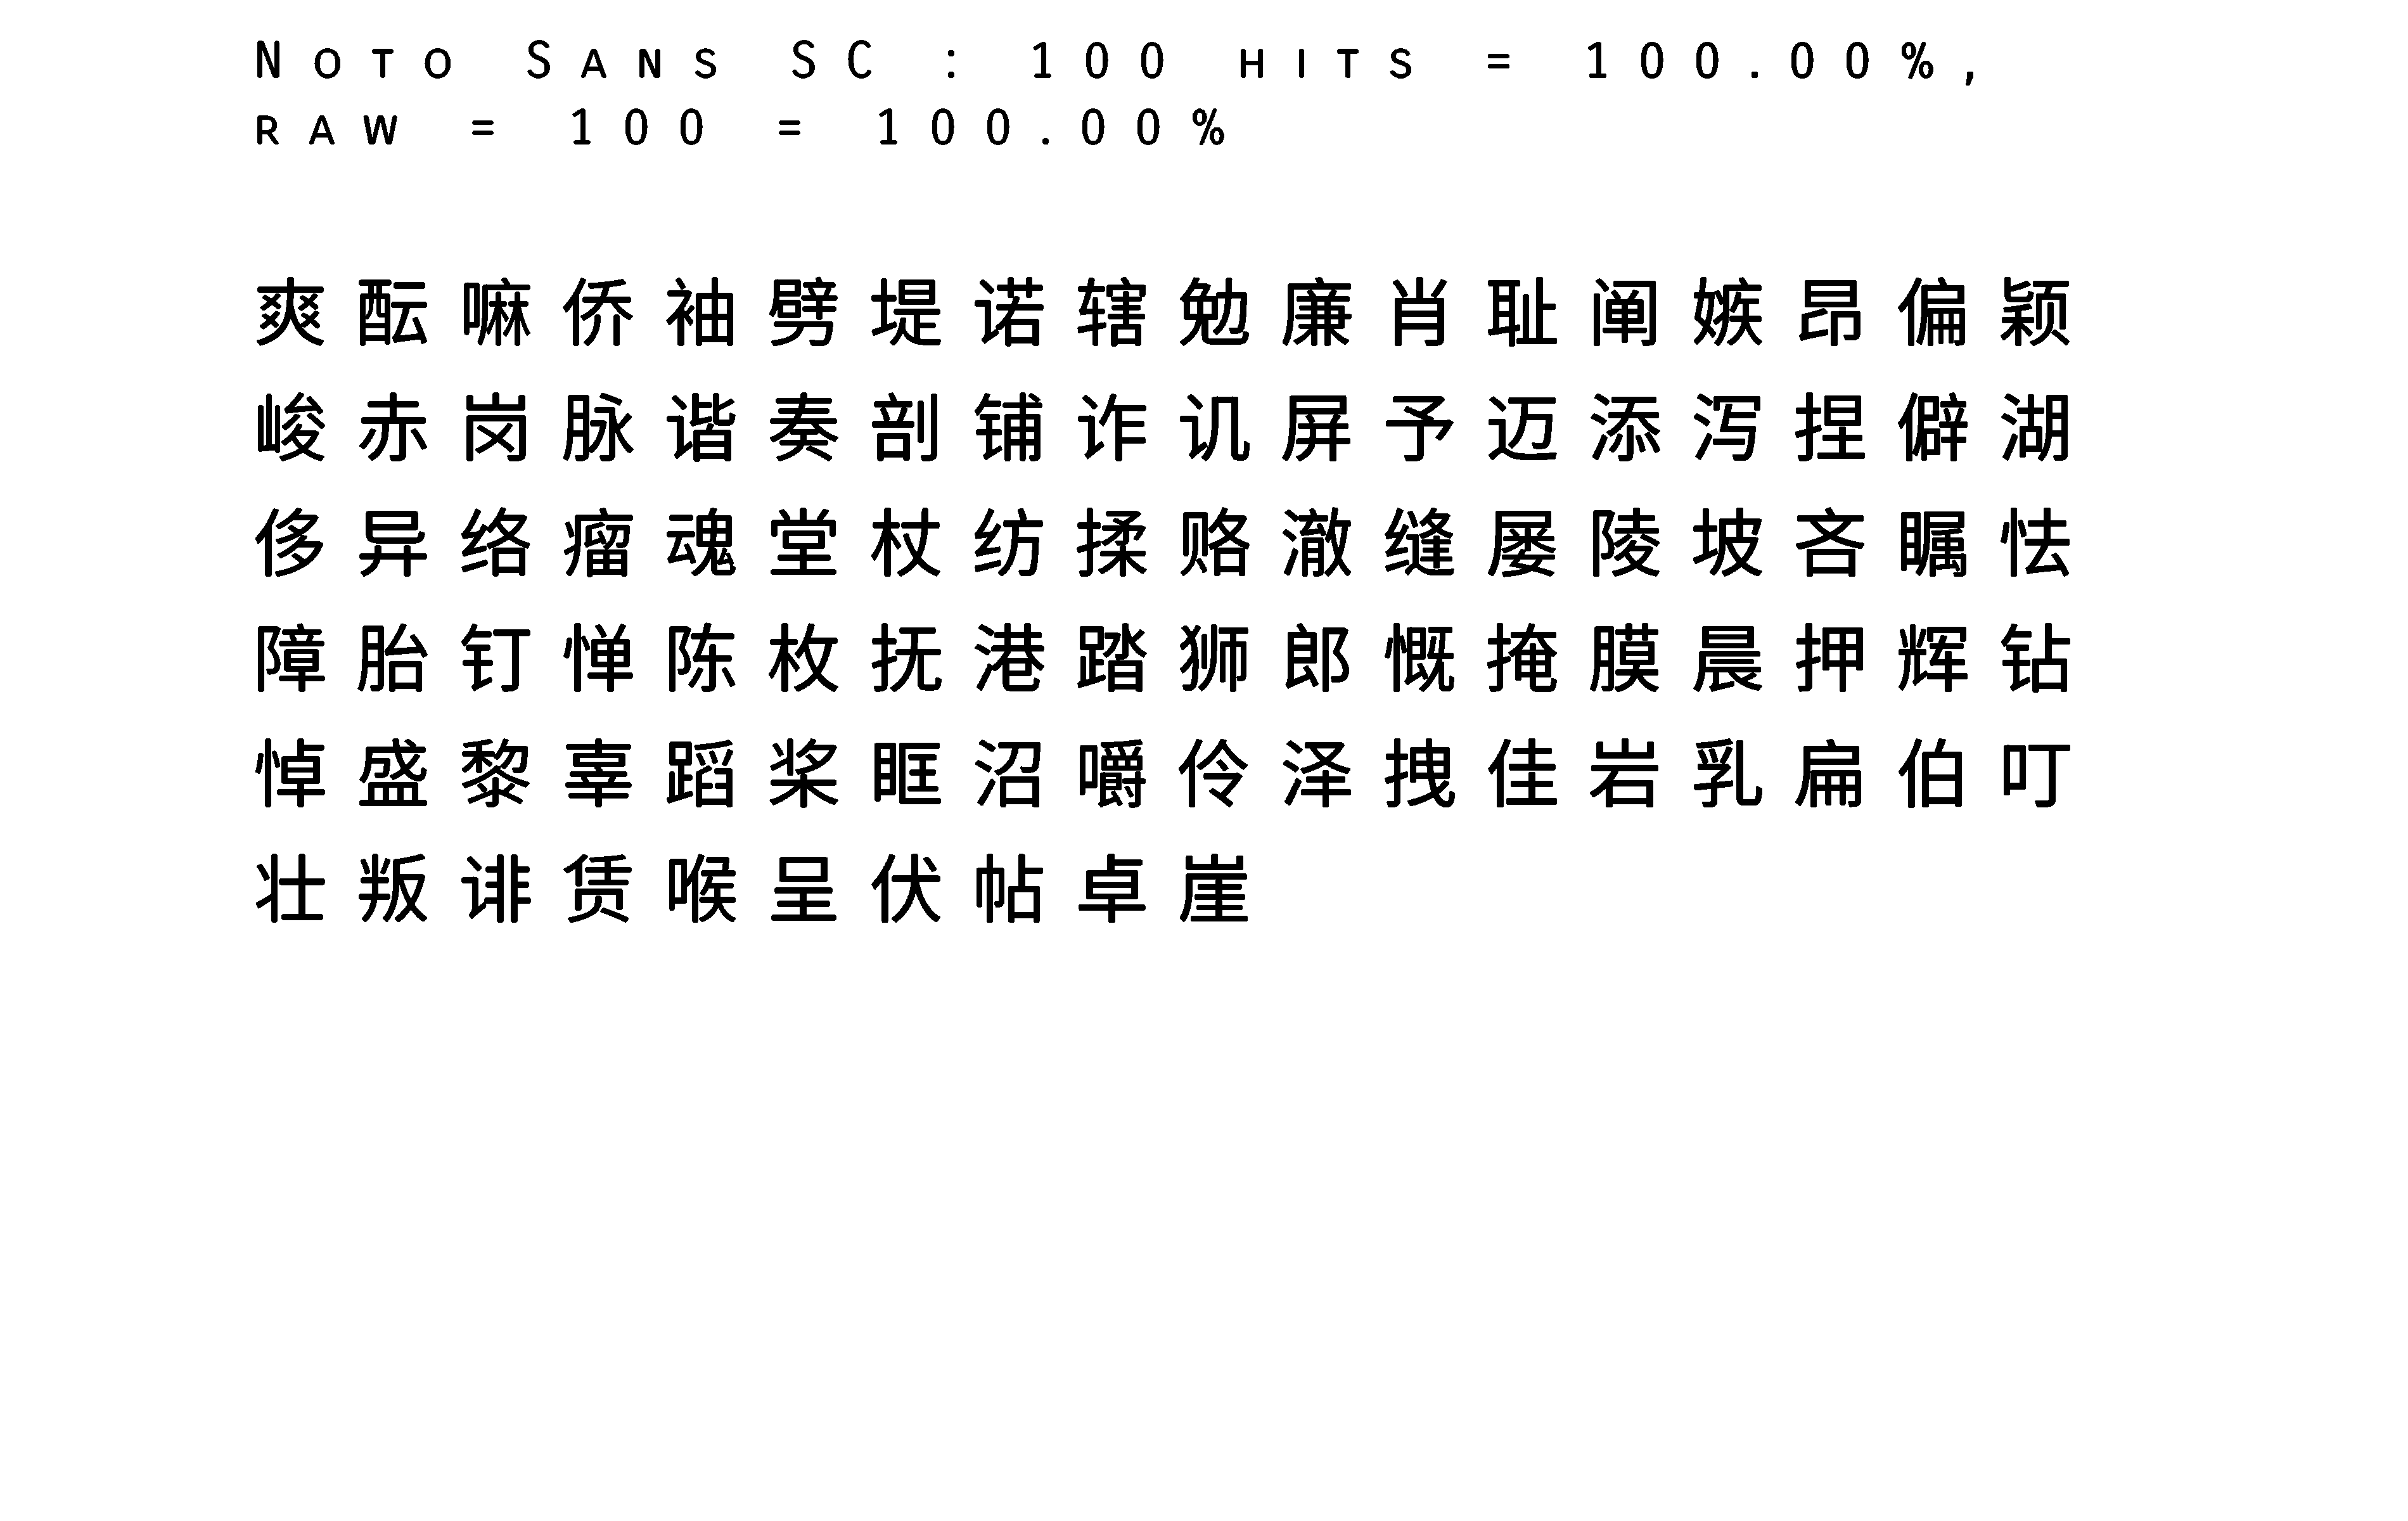 Noto Sans SC : 100 hits = 100.00%,
raw = 100 = 100.00%
爽酝嘛侨袖劈堤诺辖勉廉肖耻阐嫉昂偏颖
峻赤岗脉谐奏剖铺诈讥屏予迈添泻捏僻湖
侈异络瘤魂堂杖纺揉赂澈缝屡陵坡吝瞩怯
障胎钉惮陈枚抚港踏狮郎慨掩膜晨押辉钻
悼盛黎辜蹈桨眶沼嚼伶泽拽佳岩乳扁伯叮
壮叛诽赁喉呈伏帖卓崖